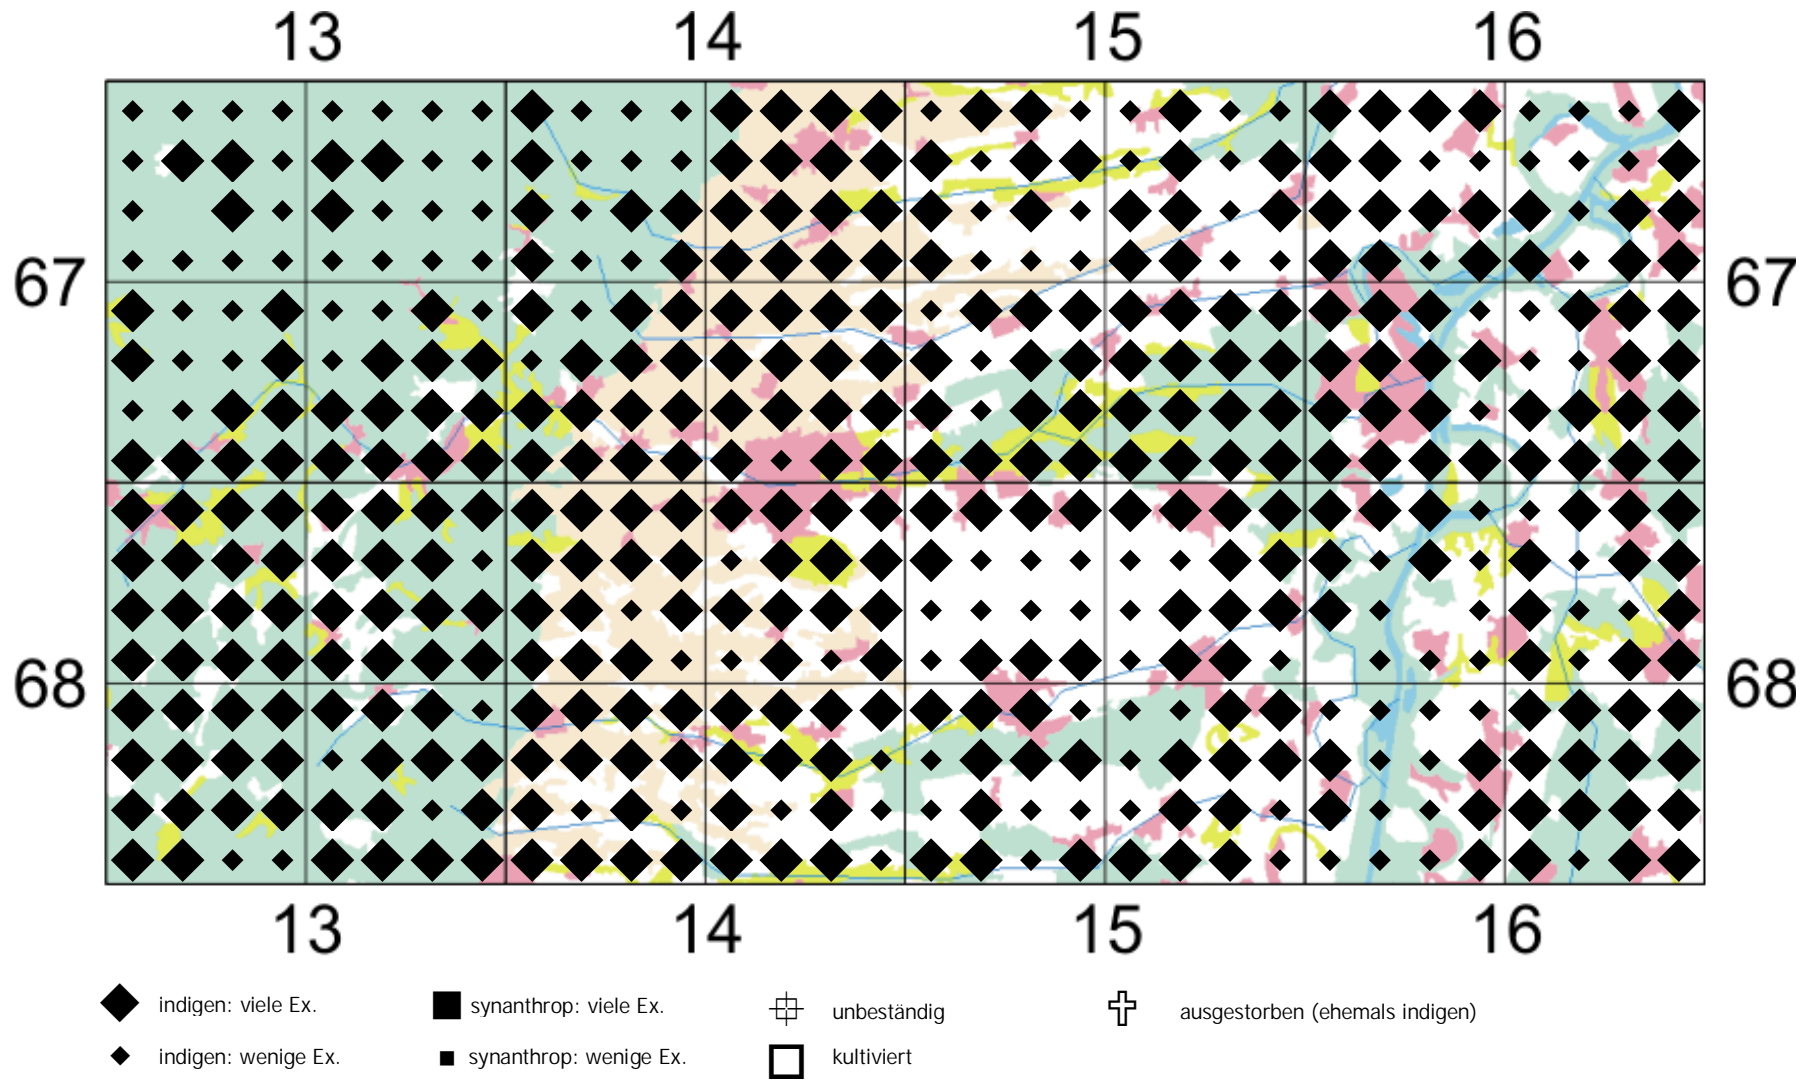 13 14 15 16
67 67
68 68
13 14 15 16
indigen: viele Ex. synanthrop: viele Ex. unbeständig ausgestorben (ehemals indigen)
indigen: wenige Ex. synanthrop: wenige Ex. kultiviert